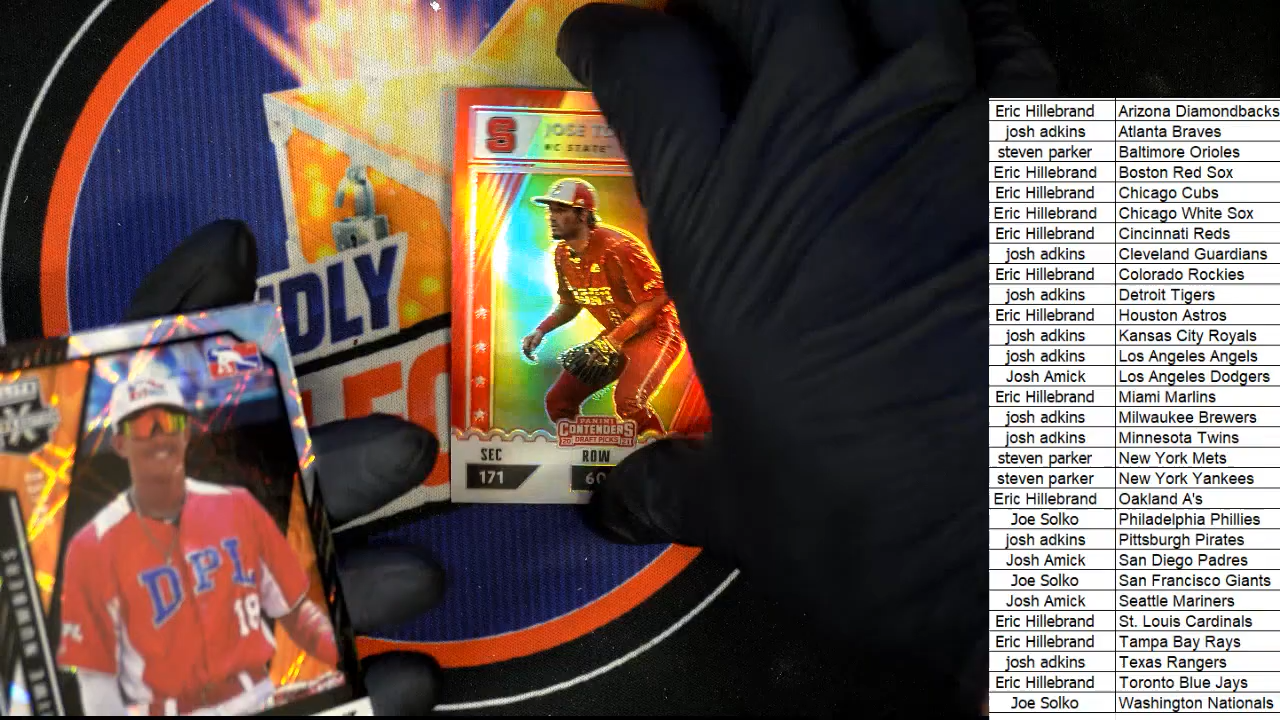 S
JOSE TO
NC STATE
PANINI
CONTENDERS
20 DRAFT PICKS 21
SEC
ROW
171
60
DLY
DPL
18
Eric Hillebrand Arizona Diamondbacks
josh adkins Atlanta Braves
steven parker Baltimore Orioles
Eric Hillebrand Boston Red Sox
Eric Hillebrand Chicago Cubs
Eric Hillebrand Chicago White Sox
Eric Hillebrand Cincinnati Reds
josh adkins Cleveland Guardians
Eric Hillebrand Colorado Rockies
josh adkins Detroit Tigers
Eric Hillebrand Houston Astros
josh adkins Kansas City Royals
josh adkins Los Angeles Angels
Josh Amick Los Angeles Dodgers
Eric Hillebrand Miami Marlins
josh adkins Milwaukee Brewers
josh adkins Minnesota Twins
steven parker New York Mets
steven parker New York Yankees
Eric Hillebrand Oakland A's
Joe Solko Philadelphia Phillies
josh adkins Pittsburgh Pirates
Josh Amick San Diego Padres
Joe Solko San Francisco Giants
Josh Amick Seattle Mariners
Eric Hillebrand St. Louis Cardinals
Eric Hillebrand Tampa Bay Rays
josh adkins Texas Rangers
Eric Hillebrand Toronto Blue Jays
Joe Solko Washington Nationals